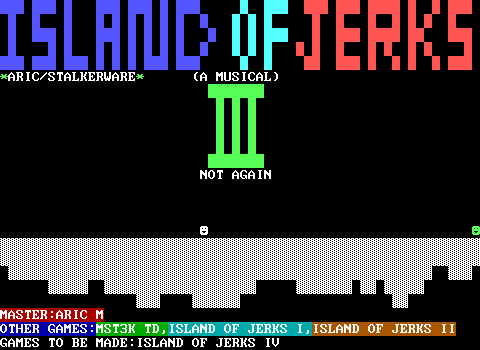 ISLAND OF JERKS
*ARIC/STALKERWARE* (A MUSICAL)
III
NOT AGAIN
MASTER:ARIC M
OTHER GAMES:MST3K TD,ISLAND OF JERKS I,ISLAND OF JERKS II
GAMES TO BE MADE:ISLAND OF JERKS IV